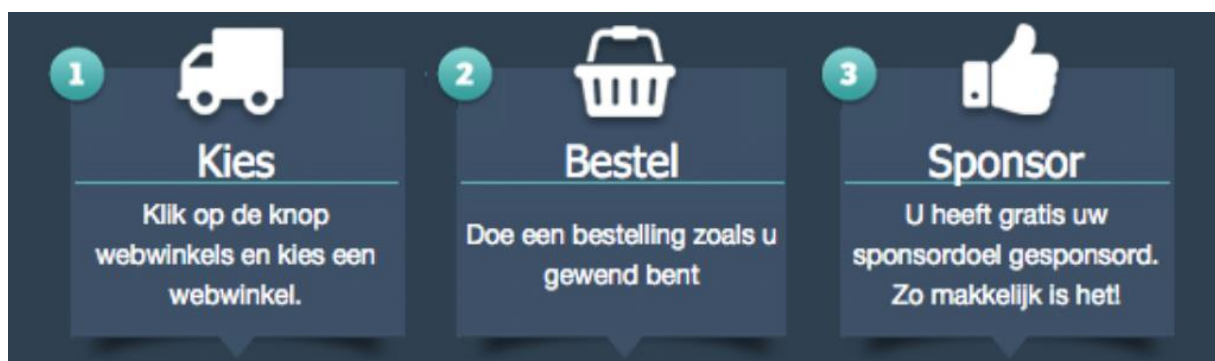 1
Kies
Klik op de knop
webwinkels en kies een
webwinkel.
2
Bestel
Doe een bestelling zoals u
gewend bent
3
Sponsor
U heeft gratis uw
sponsordoel gesponsord.
Zo makkelijk is het!